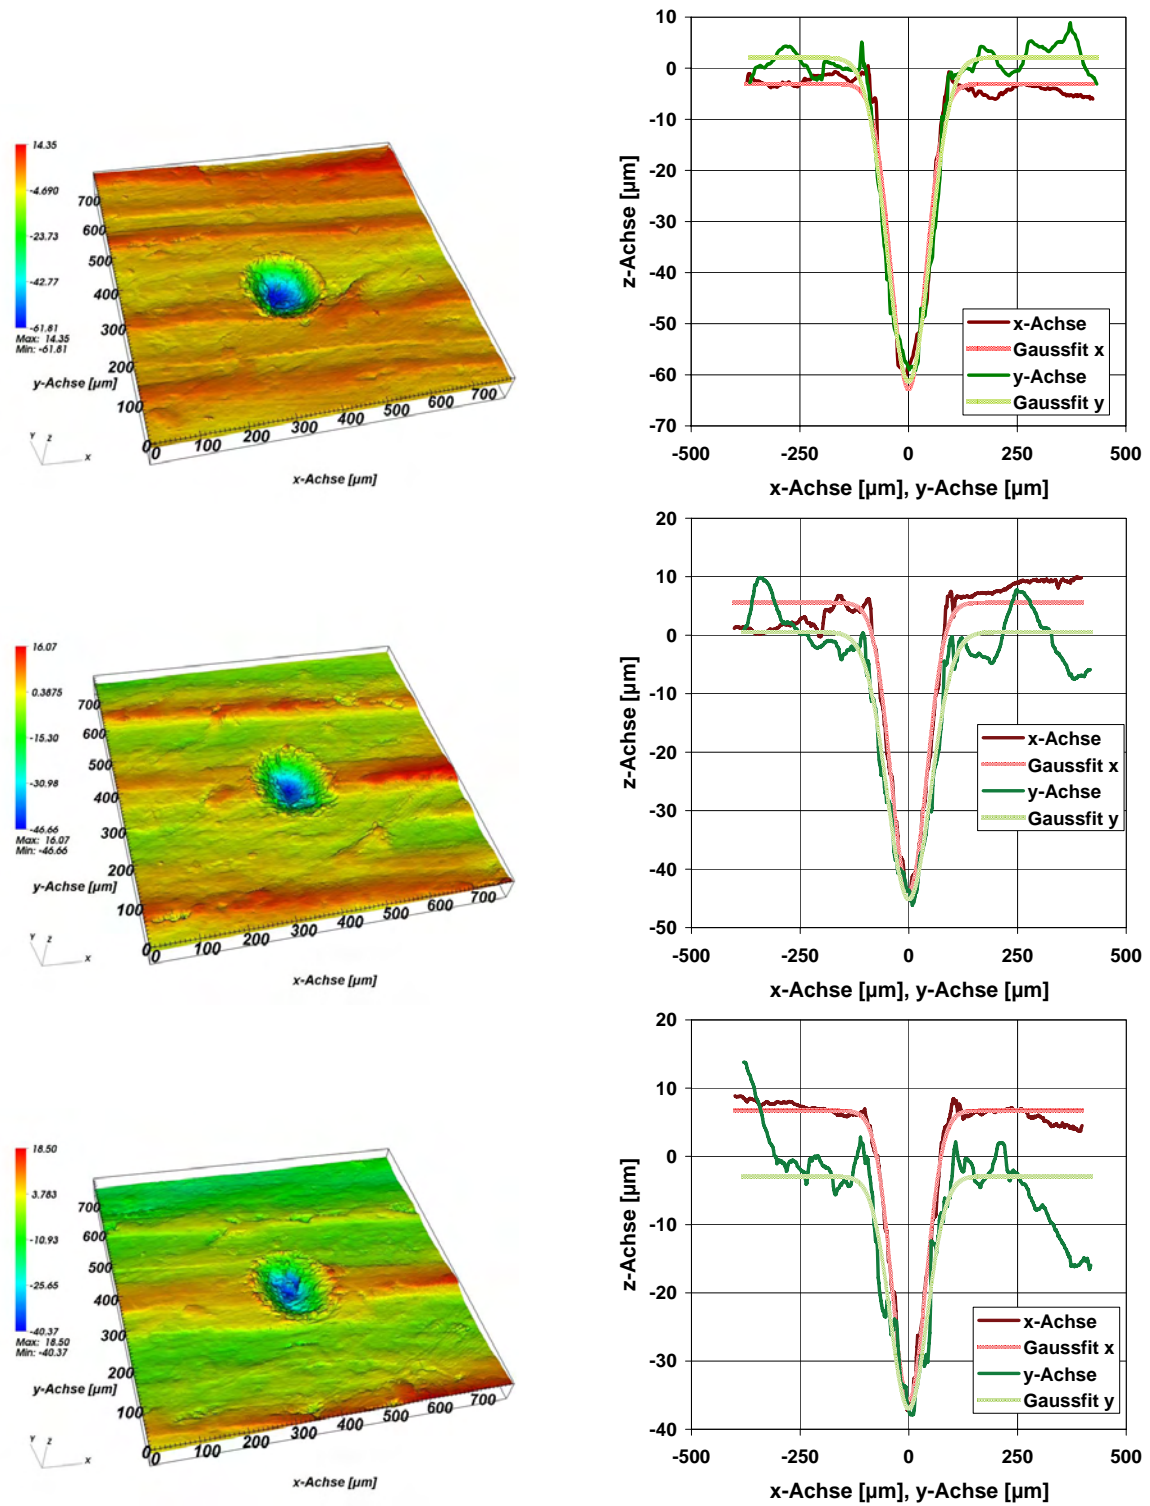 14.35
-4.690
-23.73
-42.77
-61.81
Max: 14.35
Min: -61.81
700
600
500
400
300
200
100
0
y-Achse [µm]
0
100
200
300
400
500
600
700
x-Achse [µm]
Y Z X
10
0
-10
-20
-30
-40
-50
-60
-70
z-Achse [µm]
x-Achse
Gaussfit x
y-Achse
Gaussfit y
-500 -250 0 250 500
x-Achse [µm], y-Achse [µm]
16.07
0.3875
-15.30
-30.98
-46.66
Max: 16.07
Min: -46.66
700
600
500
400
300
200
100
0
y-Achse [µm]
0
100
200
300
400
500
600
700
x-Achse [µm]
Y Z X
20
10
0
-10
-20
-30
-40
-50
z-Achse [µm]
x-Achse
Gaussfit x
y-Achse
Gaussfit y
-500 -250 0 250 500
x-Achse [µm], y-Achse [µm]
18.50
3.783
-10.93
-25.65
-40.37
Max: 18.50
Min: -40.37
700
600
500
400
300
200
100
0
y-Achse [µm]
0
100
200
300
400
500
600
700
x-Achse [µm]
Y Z X
20
10
0
-10
-20
-30
-40
z-Achse [µm]
x-Achse
Gaussfit x
y-Achse
Gaussfit y
-500 -250 0 250 500
x-Achse [µm], y-Achse [µm]